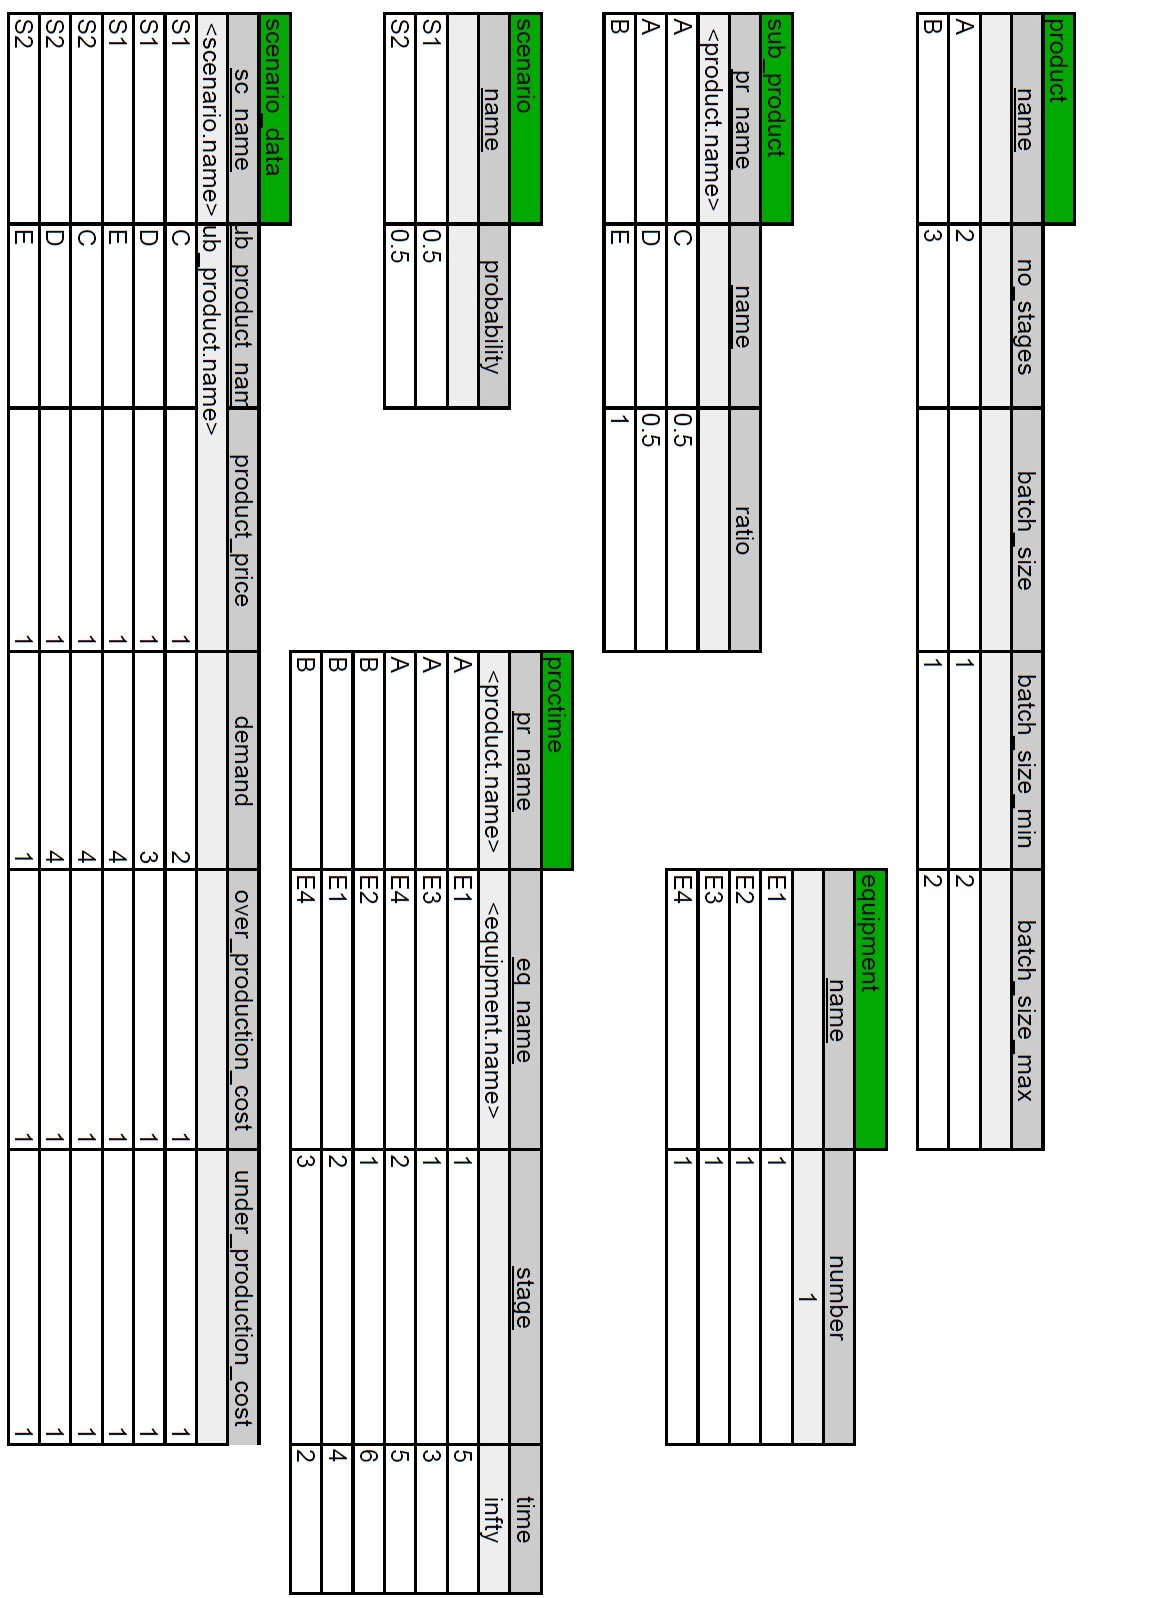 product
name no_stages batch_size batch_size_min batch_size_max
A 2 1 2
B 3 1 2
equipment
name number
1
E1 1
E2 1
E3 1
E4 1
sub_product
pr_name name ratio
<product.name>
A C 0.5
A D 0.5
B E 1
proctime
pr_name eq_name stage time
<product.name> <equipment.name> infty
A E1 1 5
A E3 1 3
A E4 2 5
B E2 1 6
B E1 2 4
B E4 3 2
scenario
name probability
S1 0.5
S2 0.5
scenario_data
sc_name ub_product_nam product_price demand over_production_cost under_production_cost
<scenario.name> ub_product.name>
S1 C 1 2 1 1
S1 D 1 3 1 1
S1 E 1 4 1 1
S2 C 1 4 1 1
S2 D 1 4 1 1
S2 E 1 1 1 1